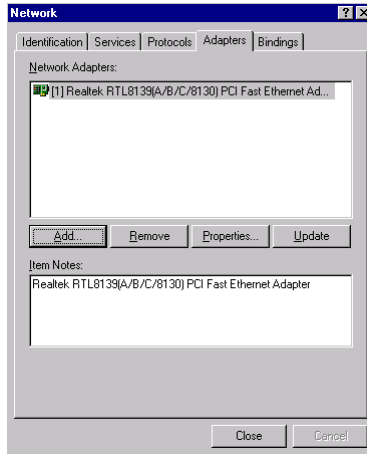 Network
Identification Services Protocols Adapters Bindings
Network Adapters:
[1] Realtek RTL8139(A/B/C/8130) PCI Fast Ethernet Ad...
Add... Remove Properties... Update
Item Notes:
Realtek RTL8139(A/B/C/8130) PCI Fast Ethernet Adapter
Close Cancel